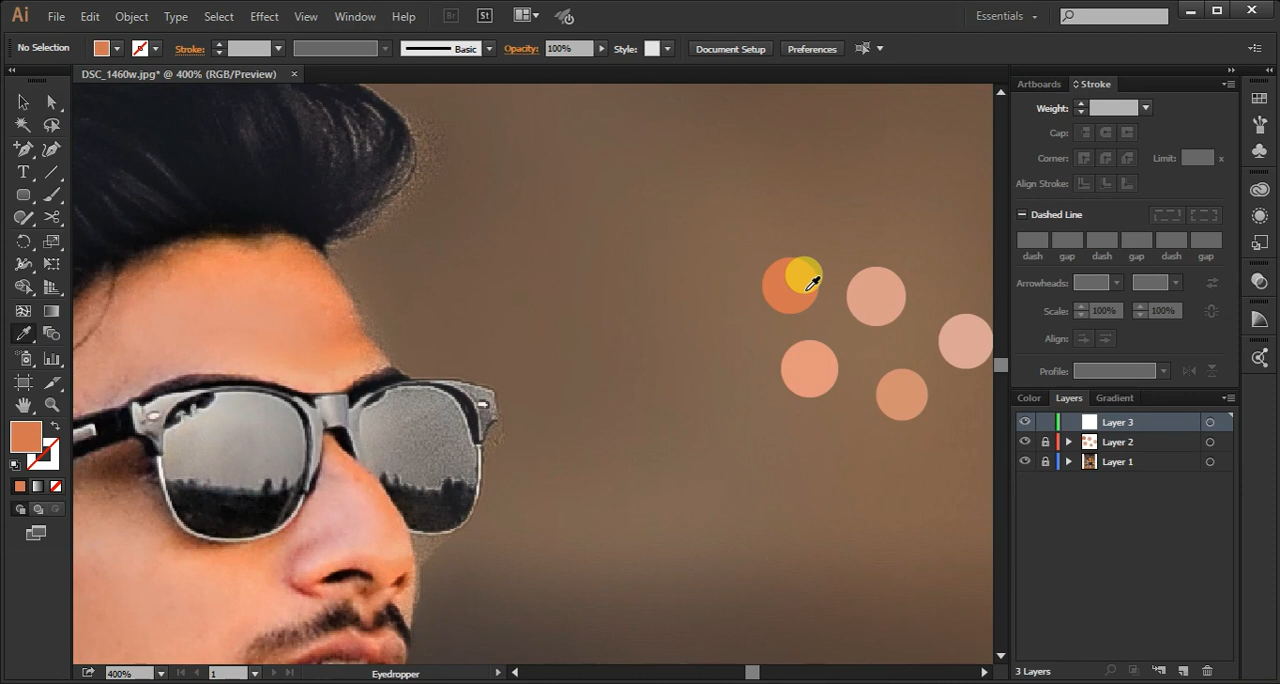 Ai File Edit Object Type Select Effect View Window Help Br St Essentials
No Selection Stroke: Basic Opacity: 100% Style: Document Setup Preferences
DSC_1460w.jpg* @ 400% (RGB/Preview) ×
Artboards Stroke
Weight:
Cap:
Corner: Limit: x
Align Stroke:
Dashed Line
dash gap dash gap dash gap
Arrowheads:
Scale: 100% 100%
Align:
Profile:
Color Layers Gradient
Layer 3
Layer 2
Layer 1
3 Layers
400% 1 Eyedropper